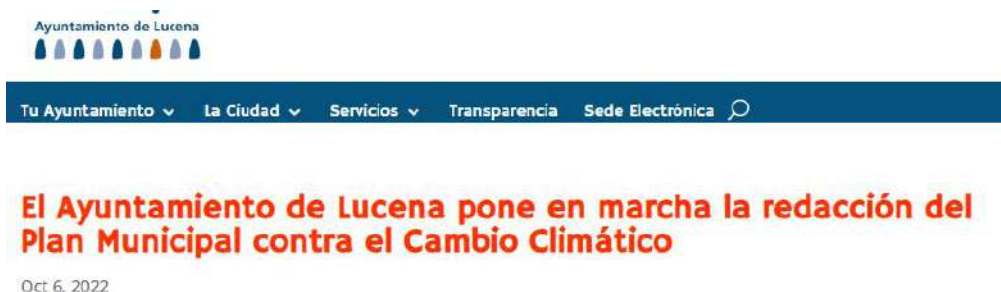 Ayuntamiento de Lucena
Tu Ayuntamiento La Ciudad Servicios Transparencia Sede Electrónica
El Ayuntamiento de Lucena pone en marcha la redacción del
Plan Municipal contra el Cambio Climático
Oct 6, 2022